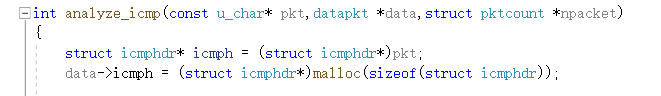 int analyze_icmp(const u_char* pkt,datapkt *data,struct pktcount *npacket)
{
struct icmphdr* icmph = (struct icmphdr*)pkt;
data->icmph = (struct icmphdr*)malloc(sizeof(struct icmphdr));